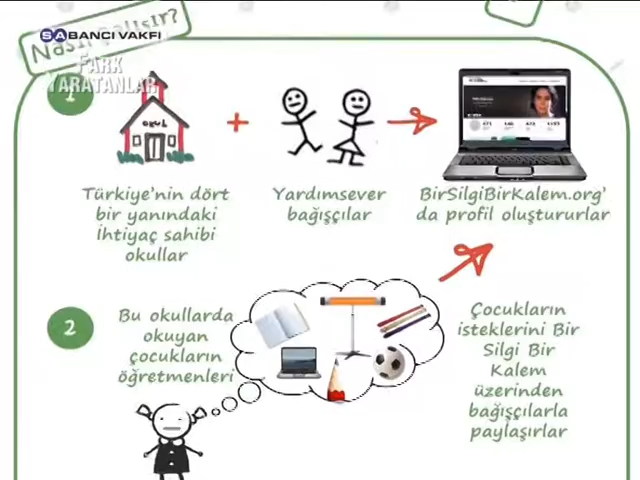 Nasıl Çalışır?
SABANCI VAKFI
FARK
YARATANLAR
1
OKUL
Türkiye'nin dört
bir yanındaki
İhtiyaç sahibi
okullar
+
Yardımsever
bağışçılar
BirSilgiBirKalem.org'
da profil oluştururlar
2
Bu okullarda
okuyan
çocukların
öğretmenleri
Çocukların
isteklerini Bir
Silgi Bir
Kalem
üzerinden
bağışçılarla
paylaşırlar